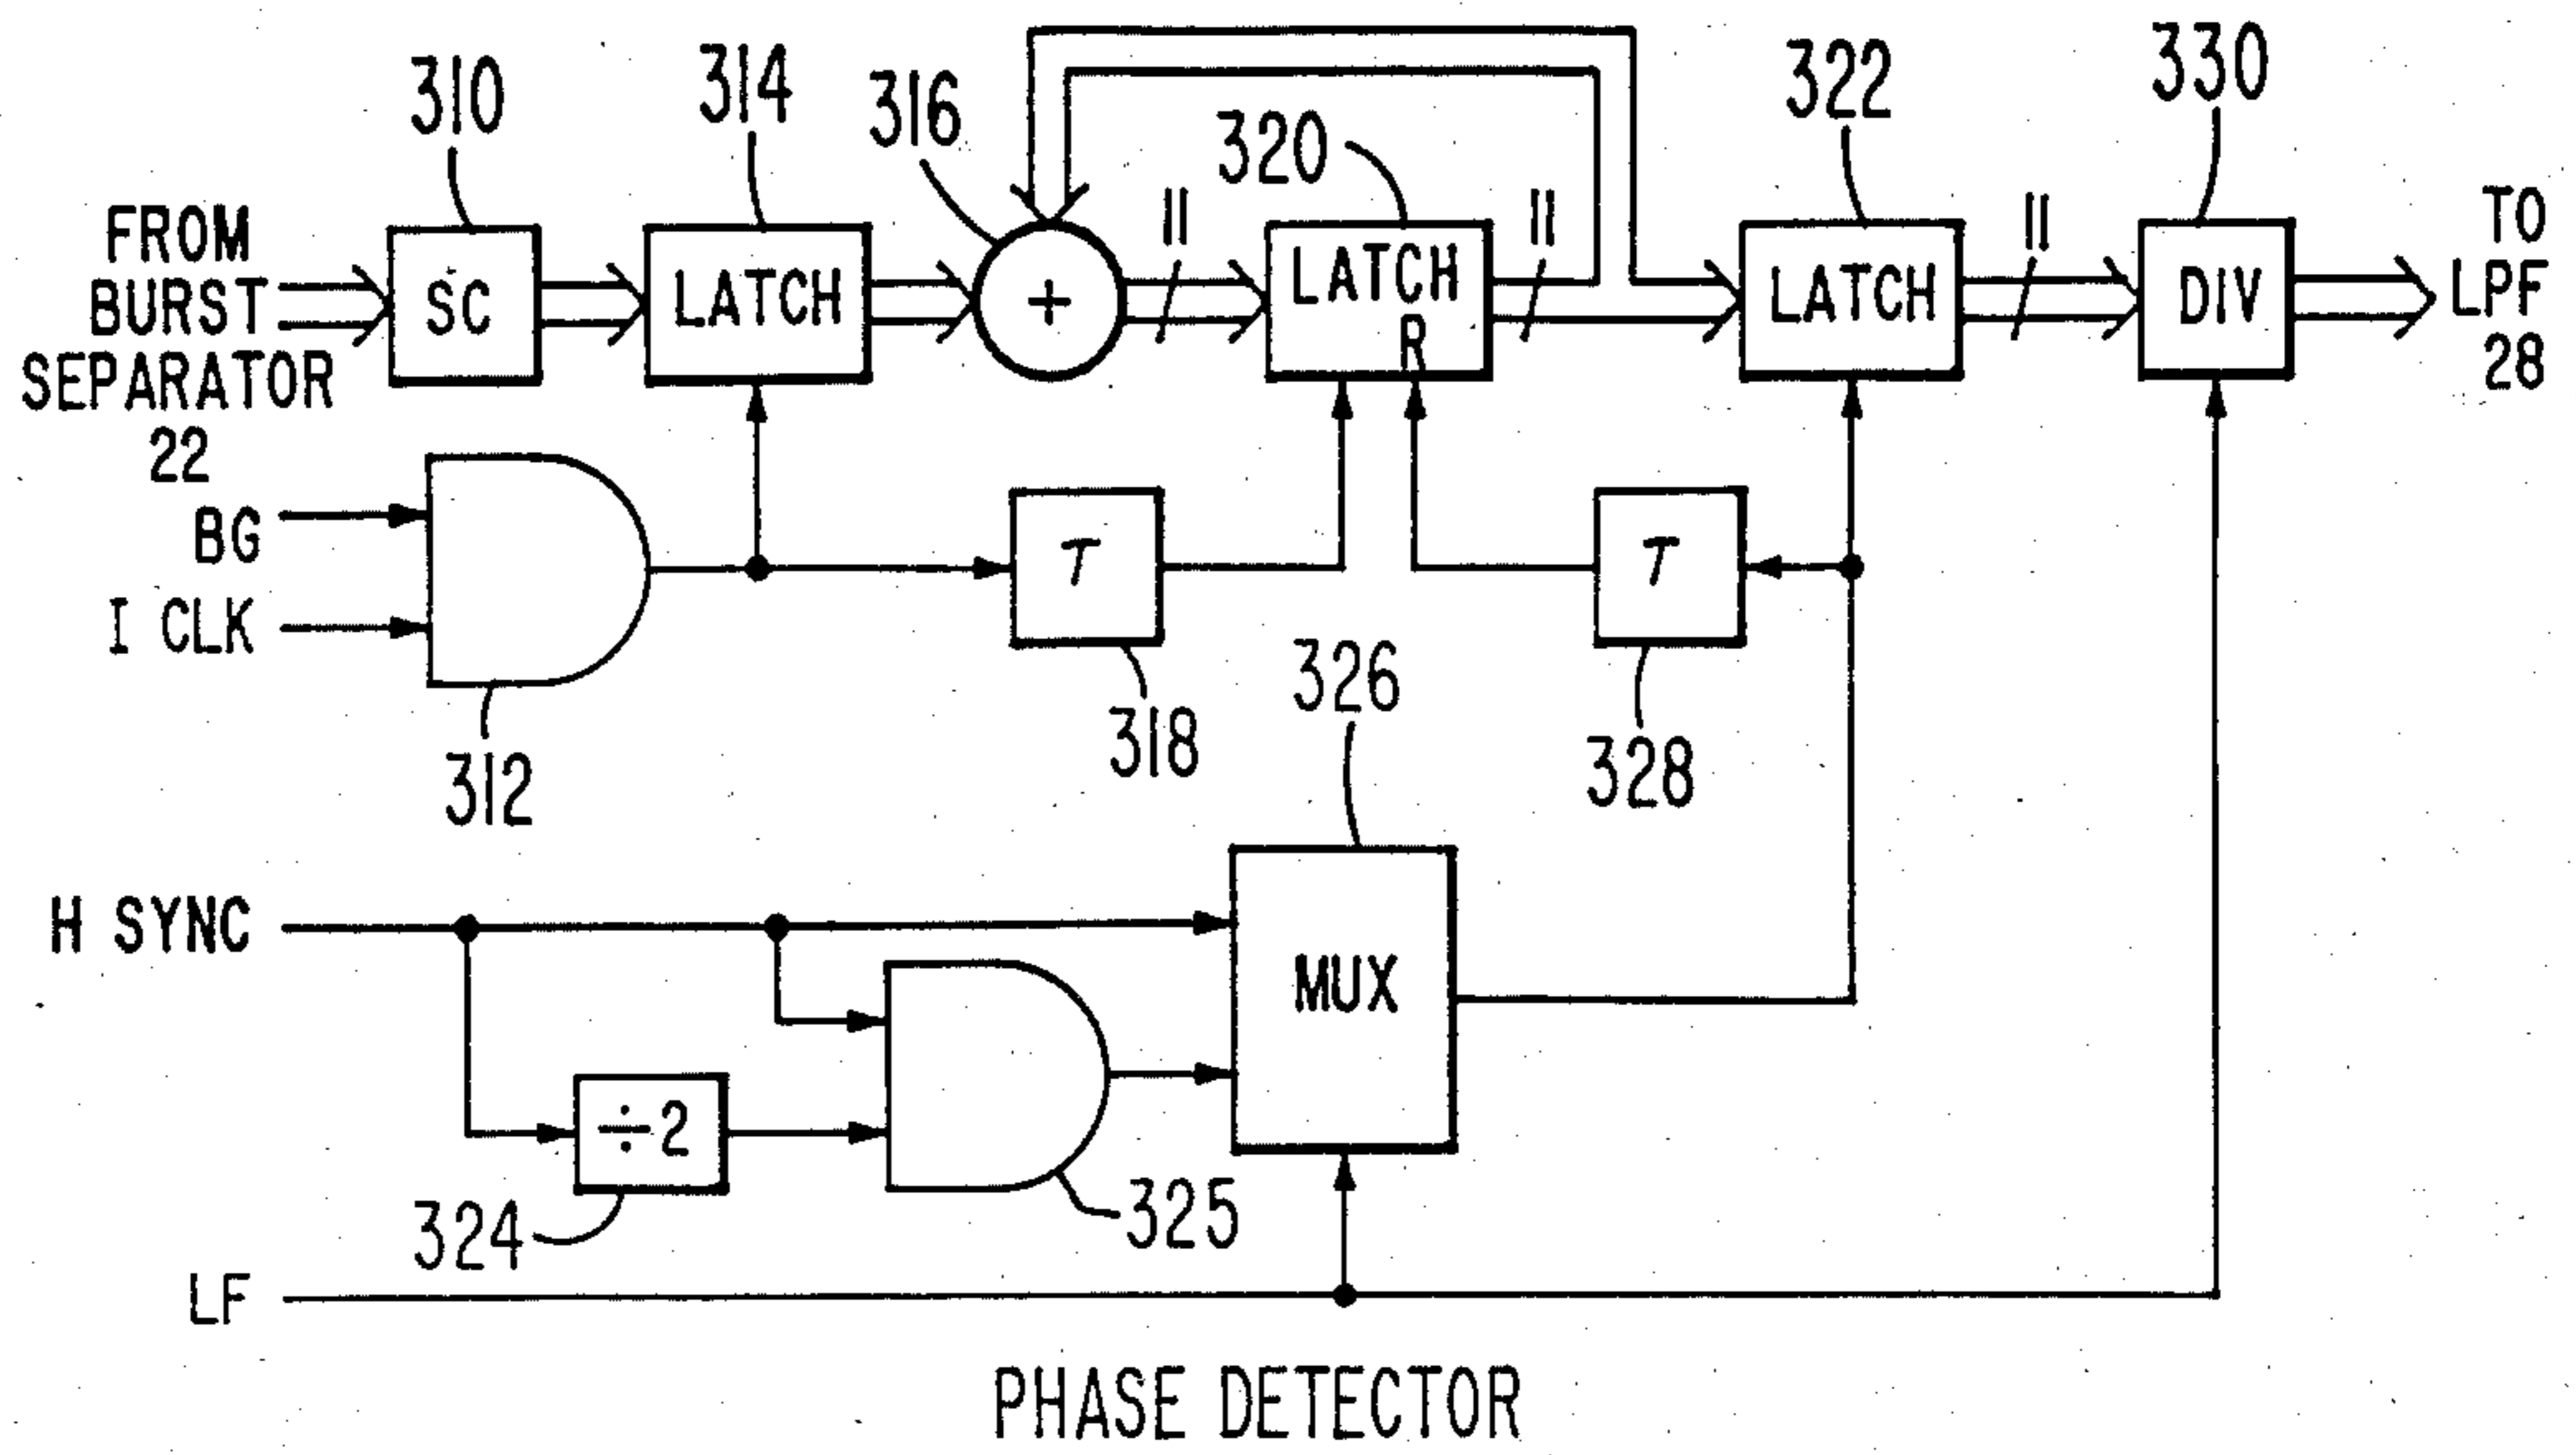 310
314
316
320
322
330
FROM
BURST
SEPARATOR
22
SC
LATCH
+
11
LATCH
R
11
LATCH
11
DIV
TO
LPF
28
BG
I CLK
312
T
318
T
328
326
H SYNC
MUX
÷2
324
325
LF
PHASE DETECTOR